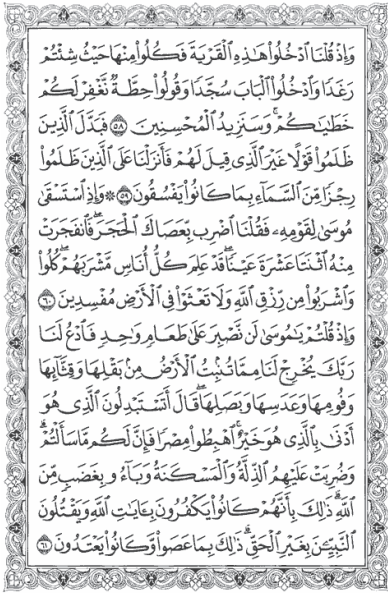 وَإِذْ قُلْنَا ٱدْخُلُوا۟ هَٰذِهِ ٱلْقَرْيَةَ فَكُلُوا۟ مِنْهَا حَيْثُ شِئْتُمْ
رَغَدًا وَٱدْخُلُوا۟ ٱلْبَابَ سُجَّدًا وَقُولُوا۟ حِطَّةٌ نَّغْفِرْ لَكُمْ
خَطَٰيَٰكُمْ ۚ وَسَنَزِيدُ ٱلْمُحْسِنِينَ ٥٨ فَبَدَّلَ ٱلَّذِينَ
ظَلَمُوا۟ قَوْلًا غَيْرَ ٱلَّذِى قِيلَ لَهُمْ فَأَنزَلْنَا عَلَى ٱلَّذِينَ ظَلَمُوا۟
رِجْزًا مِّنَ ٱلسَّمَآءِ بِمَا كَانُوا۟ يَفْسُقُونَ ٥٩ ۞ وَإِذِ ٱسْتَسْقَىٰ
مُوسَىٰ لِقَوْمِهِۦ فَقُلْنَا ٱضْرِب بِّعَصَاكَ ٱلْحَجَرَ ۖ فَٱنفَجَرَتْ
مِنْهُ ٱثْنَتَا عَشْرَةَ عَيْنًا ۖ قَدْ عَلِمَ كُلُّ أُنَاسٍ مَّشْرَبَهُمْ ۖ كُلُوا۟
وَٱشْرَبُوا۟ مِن رِّزْقِ ٱللَّهِ وَلَا تَعْثَوْا۟ فِى ٱلْأَرْضِ مُفْسِدِينَ ٦٠
وَإِذْ قُلْتُمْ يَٰمُوسَىٰ لَن نَّصْبِرَ عَلَىٰ طَعَامٍ وَٰحِدٍ فَٱدْعُ لَنَا
رَبَّكَ يُخْرِجْ لَنَا مِمَّا تُنۢبِتُ ٱلْأَرْضُ مِنۢ بَقْلِهَا وَقِثَّآئِهَا
وَفُومِهَا وَعَدَسِهَا وَبَصَلِهَا ۖ قَالَ أَتَسْتَبْدِلُونَ ٱلَّذِى هُوَ
أَدْنَىٰ بِٱلَّذِى هُوَ خَيْرٌ ۚ ٱهْبِطُوا۟ مِصْرًا فَإِنَّ لَكُم مَّا سَأَلْتُمْ ۗ
وَضُرِبَتْ عَلَيْهِمُ ٱلذِّلَّةُ وَٱلْمَسْكَنَةُ وَبَآءُو بِغَضَبٍ مِّنَ
ٱللَّهِ ۗ ذَٰلِكَ بِأَنَّهُمْ كَانُوا۟ يَكْفُرُونَ بِـَٔايَٰتِ ٱللَّهِ وَيَقْتُلُونَ
ٱلنَّبِيِّـۧنَ بِغَيْرِ ٱلْحَقِّ ۗ ذَٰلِكَ بِمَا عَصَوا۟ وَّكَانُوا۟ يَعْتَدُونَ ٦١